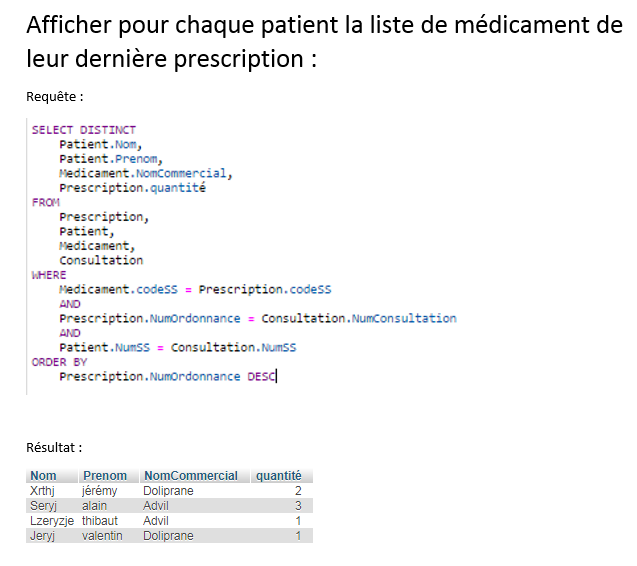 Afficher pour chaque patient la liste de médicament de
leur dernière prescription :
Requête :
SELECT DISTINCT
Patient.Nom,
Patient.Prenom,
Medicament.NomCommercial,
Prescription.quantité
FROM
Prescription,
Patient,
Medicament,
Consultation
WHERE
Medicament.codeSS = Prescription.codeSS
AND
Prescription.NumOrdonnance = Consultation.NumConsultation
AND
Patient.NumSS = Consultation.NumSS
ORDER BY
Prescription.NumOrdonnance DESC
Résultat :
Nom Prenom NomCommercial quantité
Xrthj jérémy Doliprane 2
Seryj alain Advil 3
Lzeryzje thibaut Advil 1
Jeryj valentin Doliprane 1